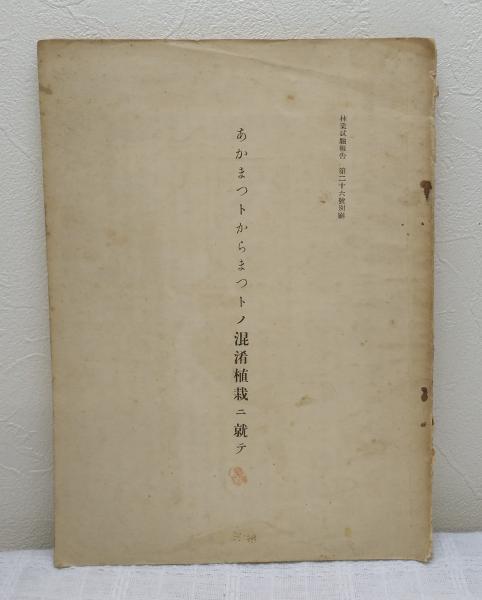 林業試驗報告　第二十六號別刷
あかまつトからまつトノ混淆植栽ニ就テ